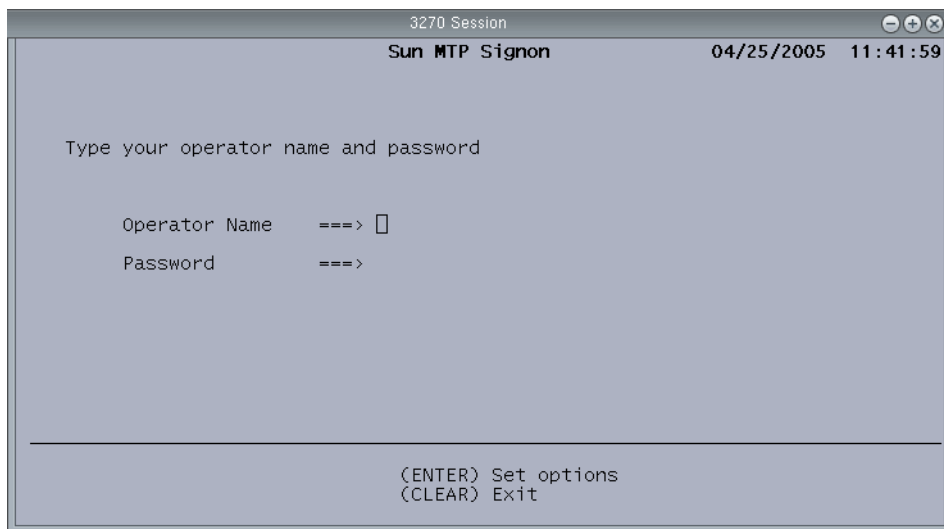 3270 Session
Sun MTP Signon 04/25/2005 11:41:59
Type your operator name and password
Operator Name ===>
Password ===>
(ENTER) Set options
(CLEAR) Exit